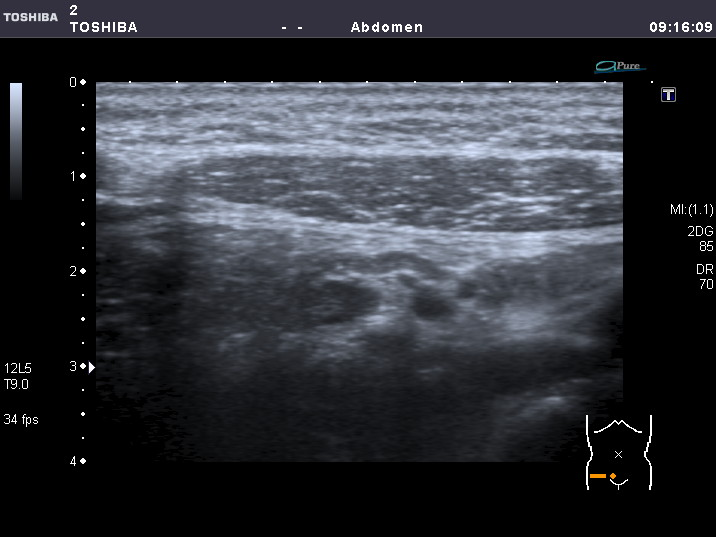 TOSHIBA
2
TOSHIBA - - Abdomen 09:16:09
aPure
T
0
1
2
3
4
MI:(1.1)
2DG
85
DR
70
12L5
T9.0
34 fps